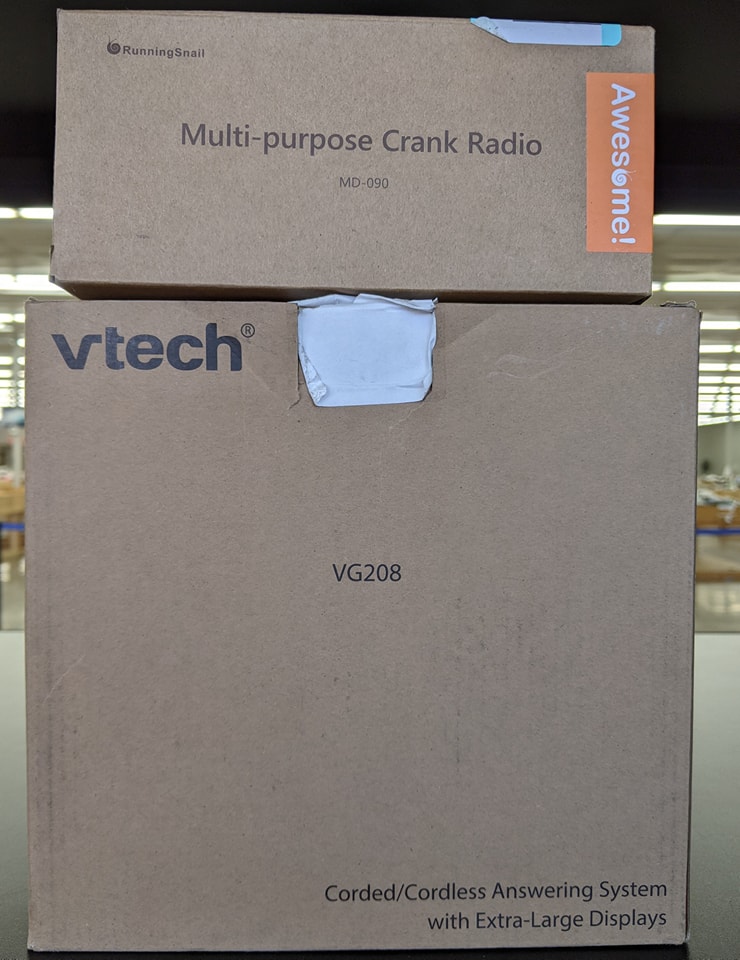 RunningSnail
Multi-purpose Crank Radio
MD-090
Awesome!
vtech®
VG208
Corded/Cordless Answering System
with Extra-Large Displays